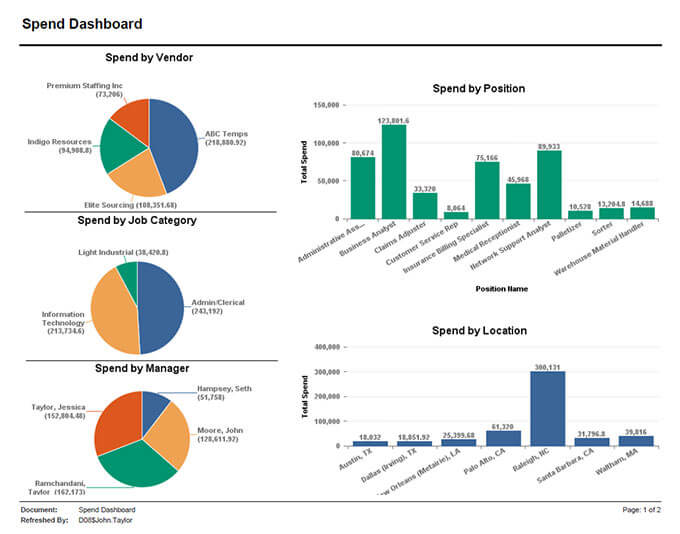 Spend Dashboard
Spend by Vendor
Premium Staffing Inc
(73,206)
ABC Temps
(218,880.92)
Indigo Resources
(94,908.8)
Elite Sourcing (108,351.68)
Spend by Job Category
Light Industrial (38,420.8)
Admin/Clerical
(243,192)
Information
Technology
(213,734.6)
Spend by Manager
Hampsey, Seth
(51,758)
Taylor, Jessica
(152,804.48)
Moore, John
(128,611.92)
Ramchandani,
Taylor (162,173)
Spend by Position
Total Spend
150,000
100,000
50,000
0
80,674
123,801.6
33,320
8,064
75,166
45,968
89,933
10,528
13,204.8
14,688
Administrative Ass...
Business Analyst
Claims Adjuster
Customer Service Rep
Insurance Billing Specialist
Medical Receptionist
Network Support Analyst
Palletizer
Sorter
Warehouse Material Handler
Position Name
Spend by Location
Total Spend
400,000
300,000
200,000
100,000
0
18,032
18,851.92
25,399.68
61,320
300,131
31,796.8
39,816
Austin, TX
Dallas (Irving), TX
Orleans (Metairie), LA
Palo Alto, CA
Raleigh, NC
Santa Barbara, CA
Waltham, MA
Document: Spend Dashboard
Refreshed By: D08$John.Taylor
Page: 1 of 2